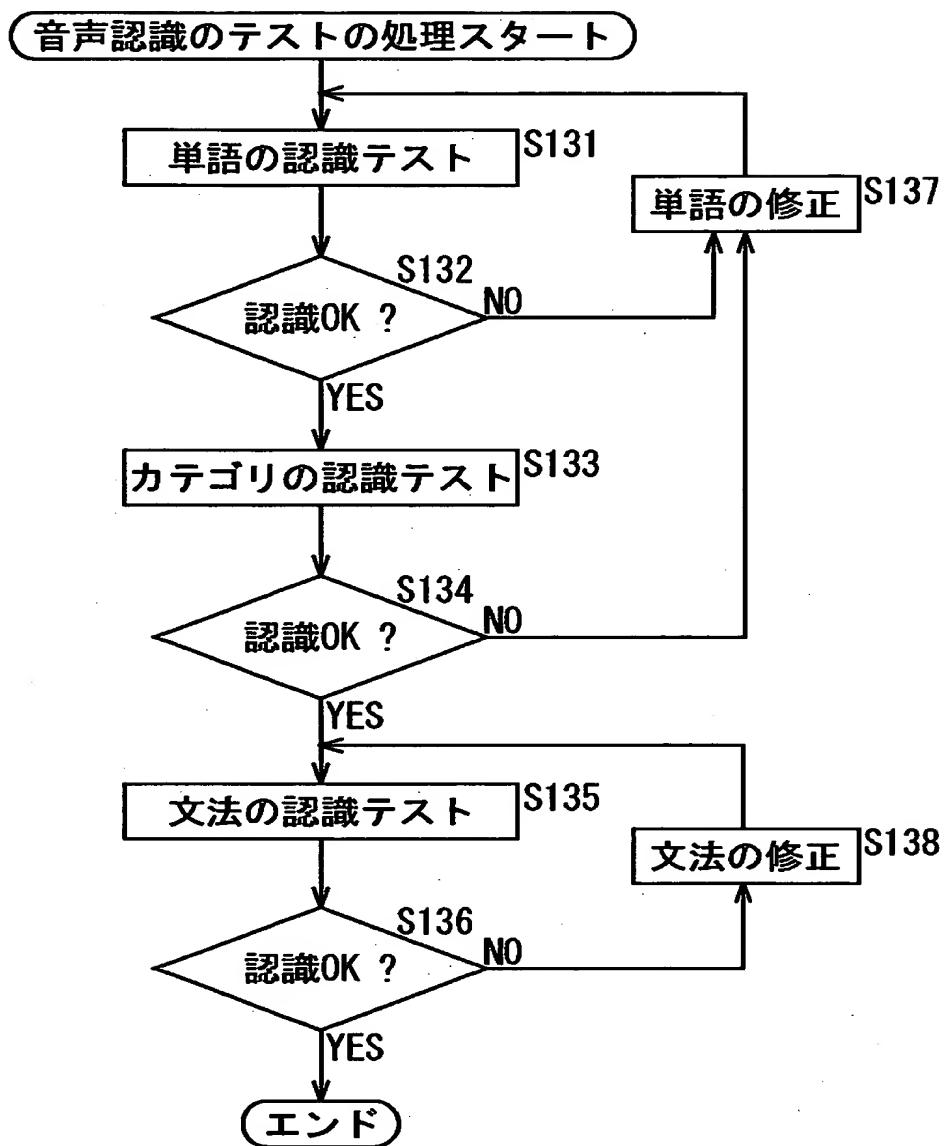 音声認識のテストの処理スタート
単語の認識テスト
S131
単語の修正
S137
S132
認識OK ?
NO
YES
カテゴリの認識テスト
S133
S134
認識OK ?
NO
YES
文法の認識テスト
S135
文法の修正
S138
S136
認識OK ?
NO
YES
エンド